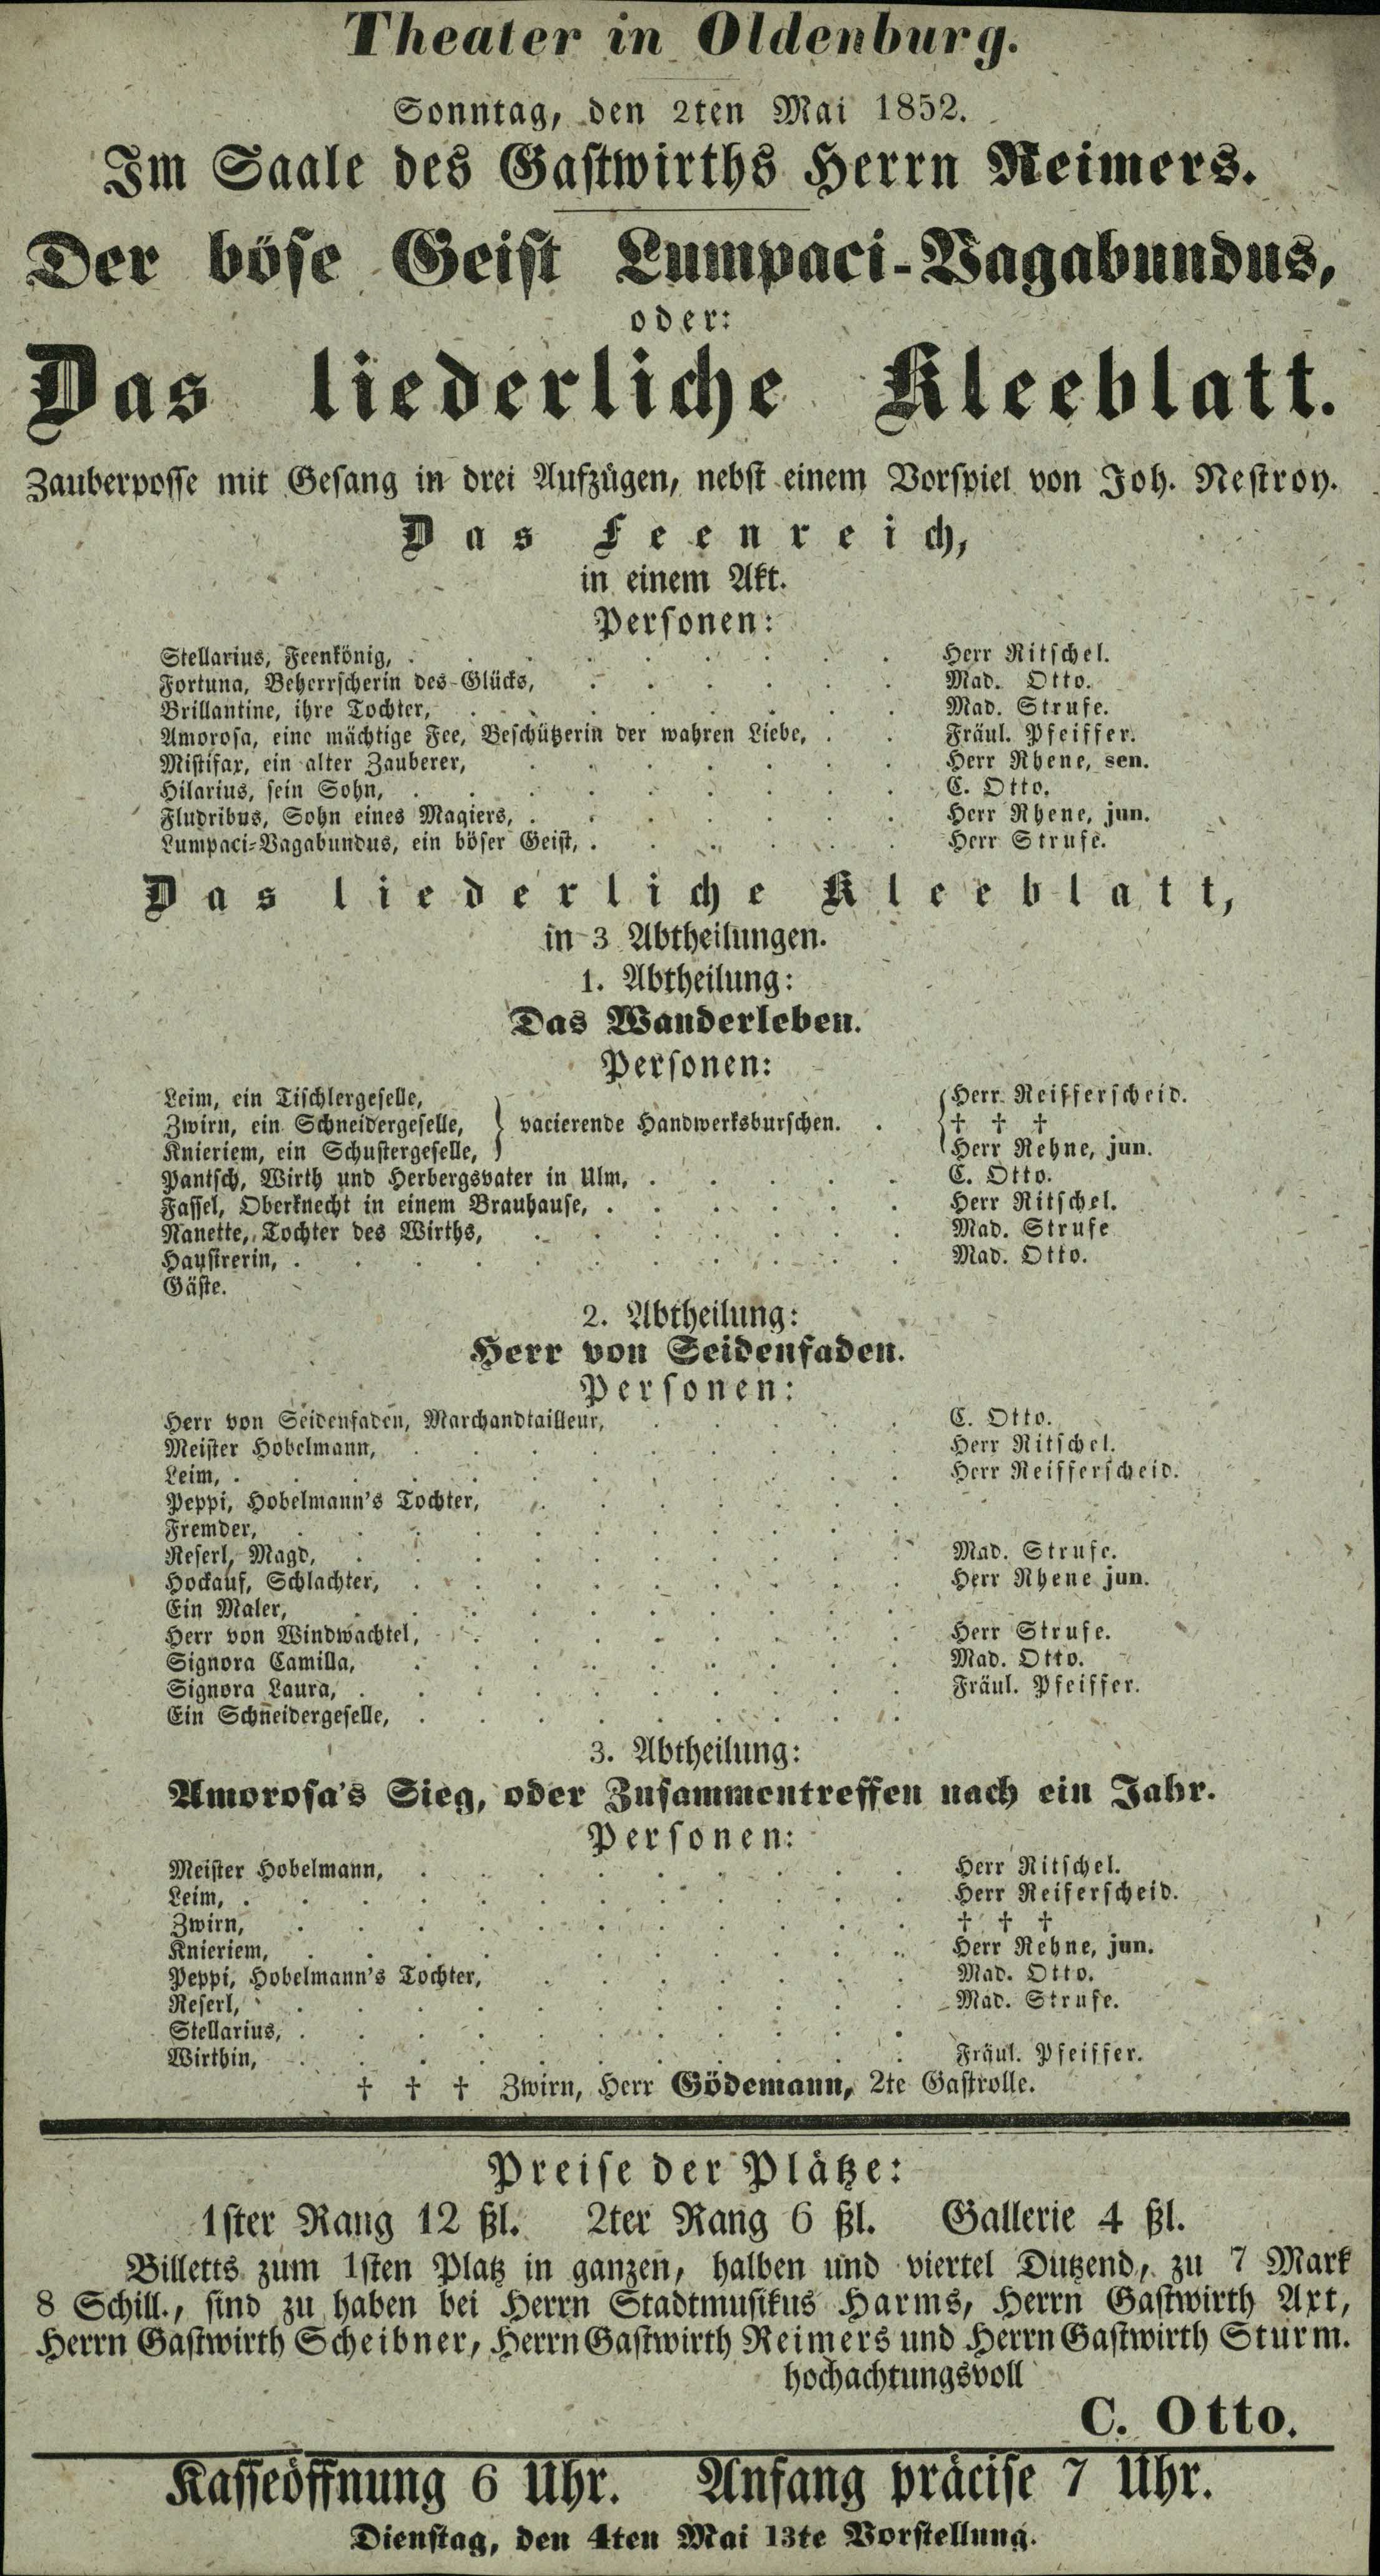 Theater in Oldenburg.
Sonntag, den 2ten Mai 1852.
Im Saale des Gastwirths Herrn Reimers.
Der böse Geist Lumpaci-Vagabundus,
oder:
Das liederliche Kleeblatt.
Zauberposse mit Gesang in drei Aufzügen, nebst einem Vorspiel von Joh. Nestroy.
Das Feenreich,
in einem Akt.
Personen:
Stellarius, Feenkönig, . . . . . . . . . Herr Ritschel.
Fortuna, Beherrscherin des Glücks, . . . . . . Mad. Otto.
Brillantine, ihre Tochter, . . . . . . . . Mad. Strufe.
Amorosa, eine mächtige Fee, Beschützerin der wahren Liebe, . . Fräul. Pfeiffer.
Mistifax, ein alter Zauberer, . . . . . . . Herr Rhene, sen.
Hilarius, sein Sohn, . . . . . . . . . C. Otto.
Fludribus, Sohn eines Magiers, . . . . . . . Herr Rhene, jun.
Lumpaci-Vagabundus, ein böser Geist, . . . . . . Herr Strufe.
Das liederliche Kleeblatt,
in 3 Abtheilungen.
1. Abtheilung:
Das Wanderleben.
Personen:
Leim, ein Tischlergeselle, Herr Reifferscheid.
Zwirn, ein Schneidergeselle, } vacierende Handwerksburschen. . † † †
Knieriem, ein Schustergeselle, Herr Rehne, jun.
Pantsch, Wirth und Herbergsvater in Ulm, . . . . . C. Otto.
Fassel, Oberknecht in einem Brauhause, . . . . . . Herr Ritschel.
Nanette, Tochter des Wirths, . . . . . . . Mad. Strufe
Haustrerin, . . . . . . . . . . . Mad. Otto.
Gäste.
2. Abtheilung:
Herr von Seidenfaden.
Personen:
Herr von Seidenfaden, Marchandtailleur, . . . . . C. Otto.
Meister Hobelmann, . . . . . . . . . Herr Ritschel.
Leim, . . . . . . . . . . . . Herr Reifferscheid.
Peppi, Hobelmann's Tochter, . . . . . . .
Fremder, . . . . . . . . . . .
Reserl, Magd, . . . . . . . . . . Mad. Strufe.
Hockauf, Schlachter, . . . . . . . . . Herr Rhene jun.
Ein Maler, . . . . . . . . . .
Herr von Windwachtel, . . . . . . . . Herr Strufe.
Signora Camilla, . . . . . . . . . Mad. Otto.
Signora Laura, . . . . . . . . . . Fräul. Pfeiffer.
Ein Schneidergeselle, . . . . . . . . .
3. Abtheilung:
Amorosa's Sieg, oder Zusammentreffen nach ein Jahr.
Personen:
Meister Hobelmann, . . . . . . . . . Herr Ritschel.
Leim, . . . . . . . . . . . . Herr Reiferscheid.
Zwirn, . . . . . . . . . . . † † †
Knieriem, . . . . . . . . . . . Herr Rehne, jun.
Peppi, Hobelmann's Tochter, . . . . . . . Mad. Otto.
Reserl, . . . . . . . . . . . Mad. Strufe.
Stellarius, . . . . . . . . . . .
Wirthin, . . . . . . . . . . . Fräul. Pfeiffer.
† † † Zwirn, Herr Gödemann, 2te Gastrolle.
Preise der Plätze:
1ster Rang 12 ßl. 2ter Rang 6 ßl. Gallerie 4 ßl.
Billetts zum 1sten Platz in ganzen, halben und viertel Dutzend, zu 7 Mark
8 Schill., sind zu haben bei Herrn Stadtmusikus Harms, Herrn Gastwirth Art,
Herrn Gastwirth Scheibner, Herrn Gastwirth Reimers und Herrn Gastwirth Sturm.
hochachtungsvoll
C. Otto.
Kasseöffnung 6 Uhr. Anfang präcise 7 Uhr.
Dienstag, den 4ten Mai 13te Vorstellung.